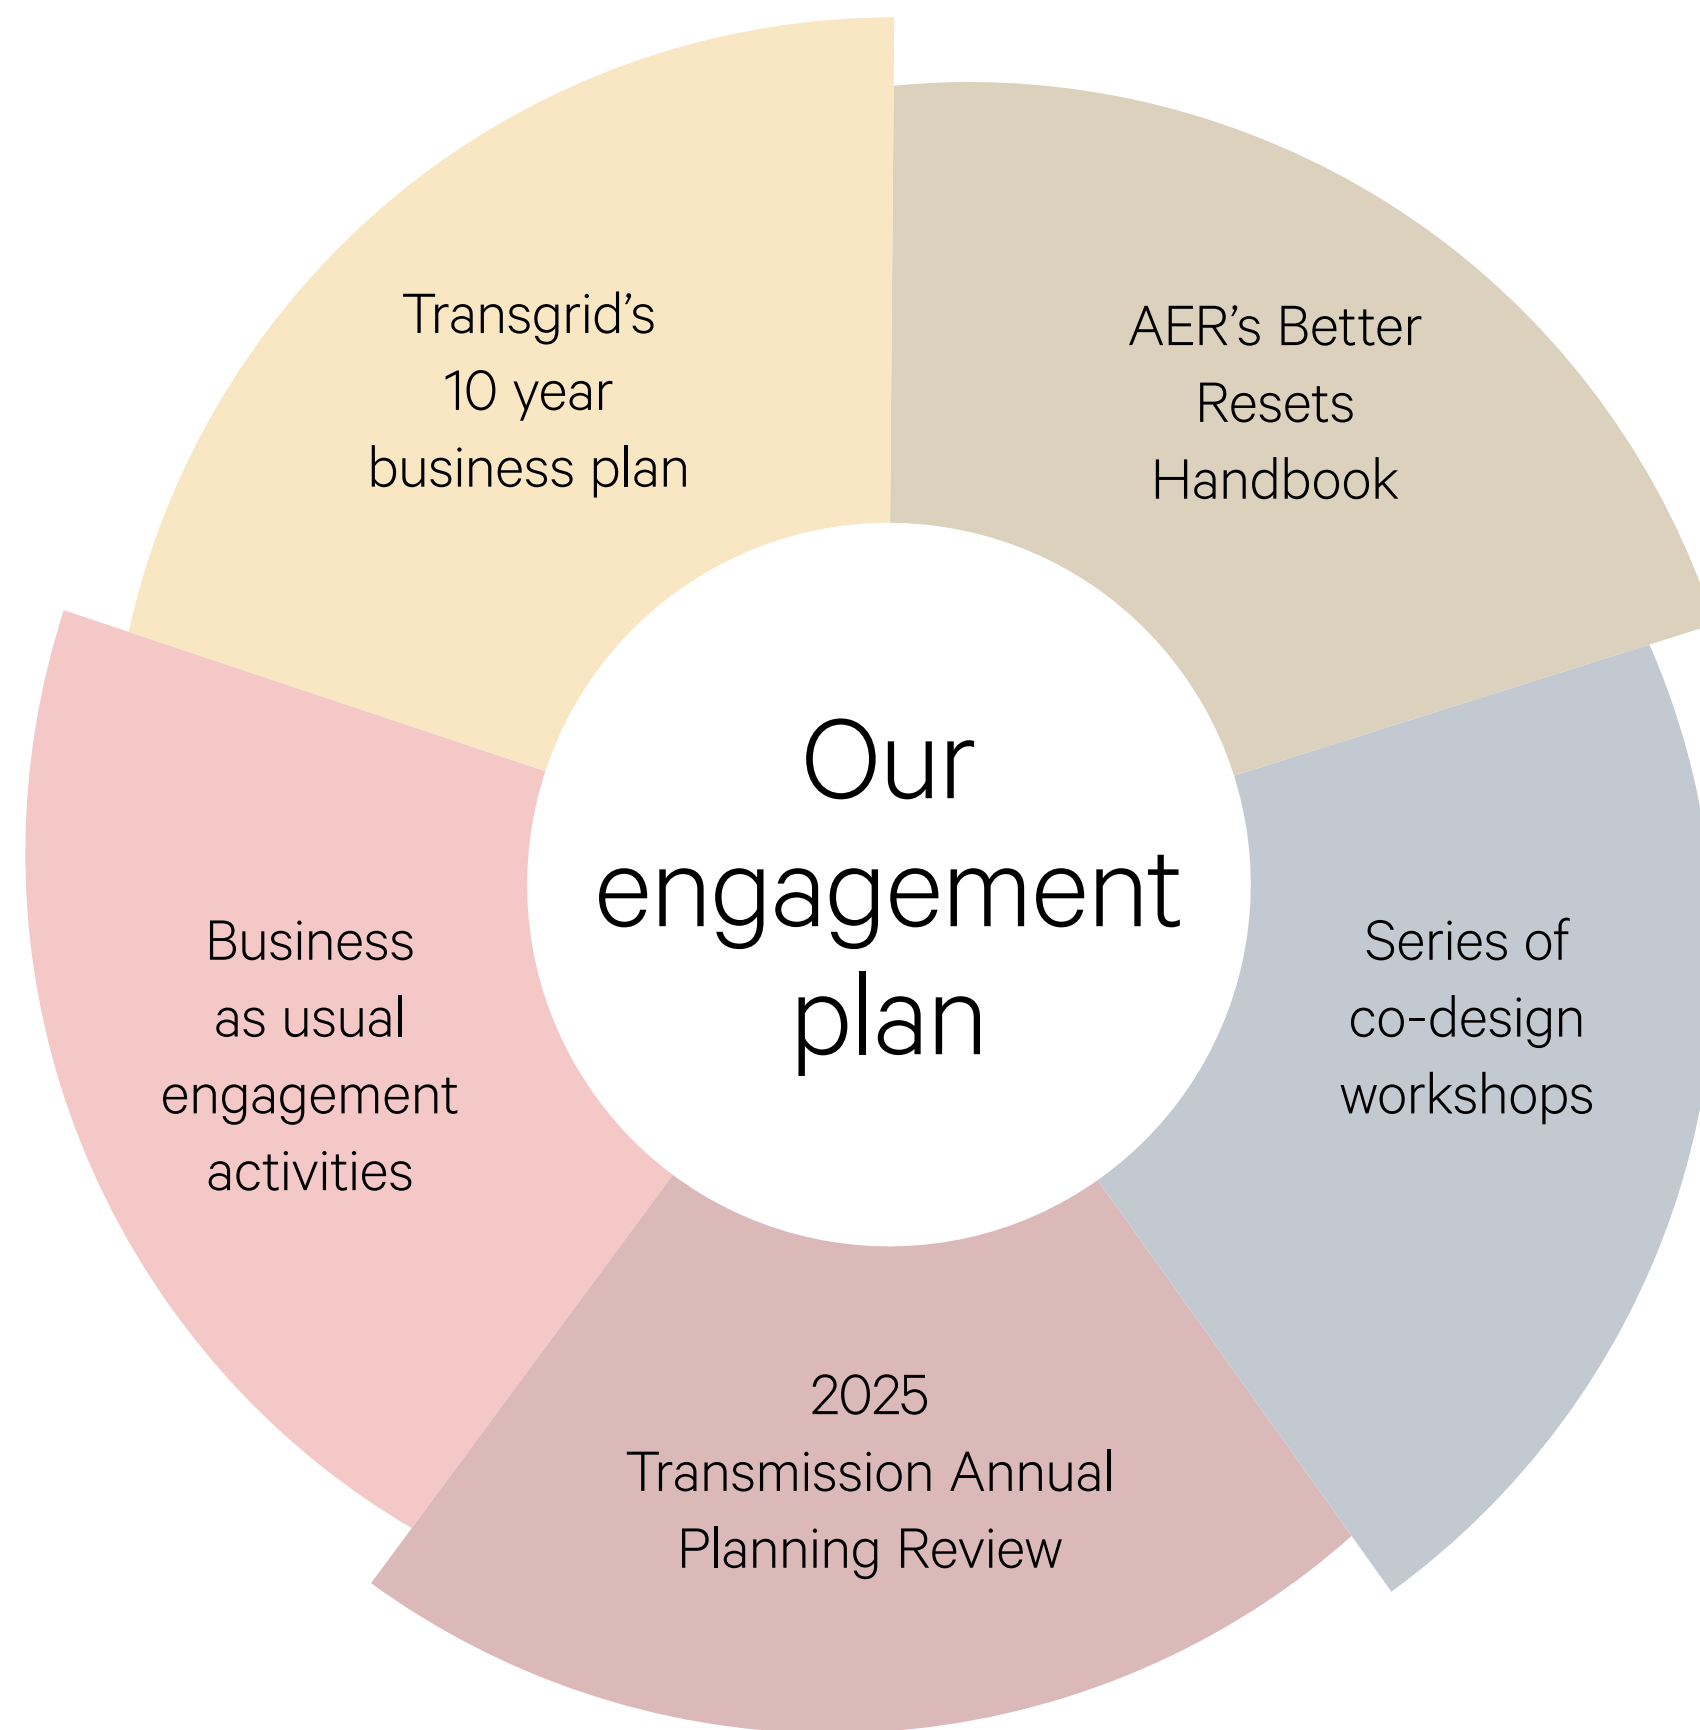 Transgrid’s
10 year
business plan
AER’s Better
Resets
Handbook
Our
engagement
plan
Business
as usual
engagement
activities
Series of
co-design
workshops
2025
Transmission Annual
Planning Review